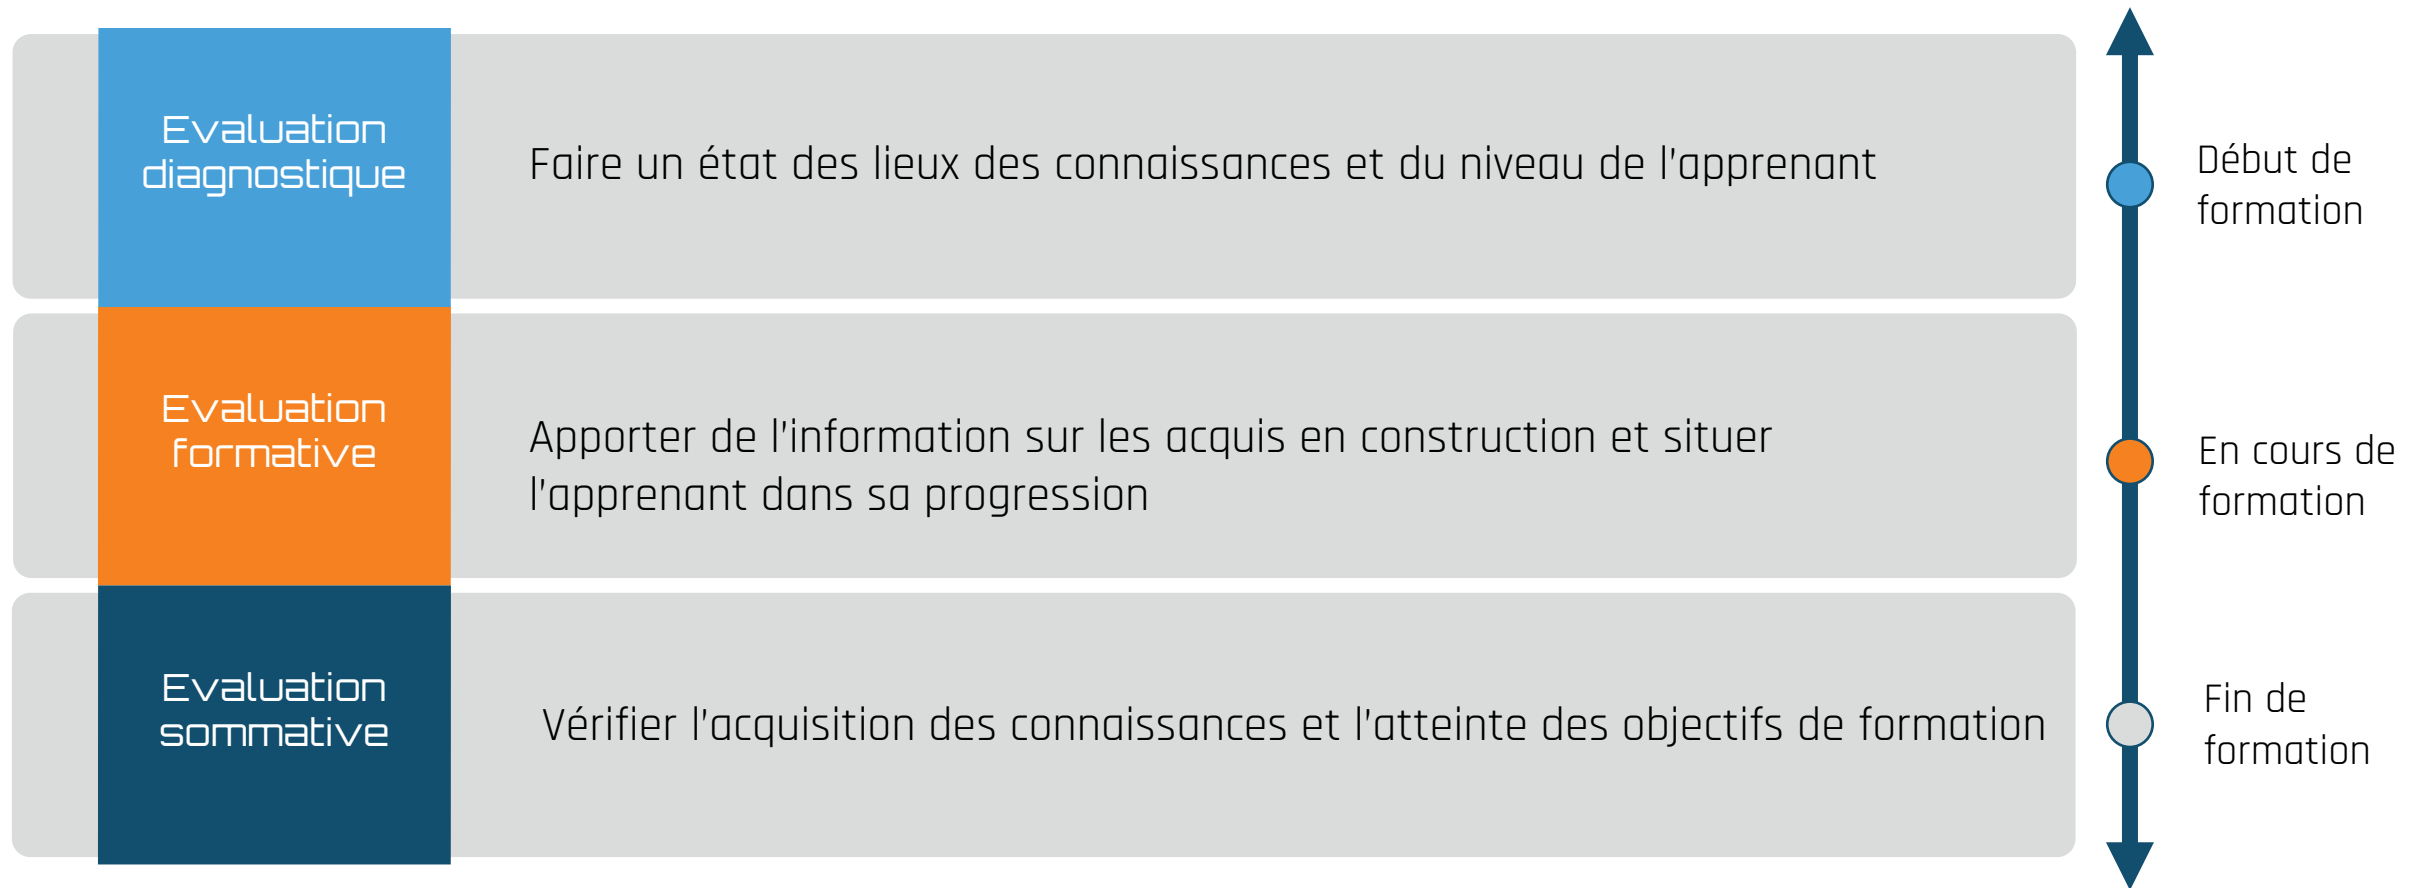 Evaluation
diagnostique
Faire un état des lieux des connaissances et du niveau de l'apprenant
Début de
formation
Evaluation
formative
Apporter de l'information sur les acquis en construction et situer
l'apprenant dans sa progression
En cours de
formation
Evaluation
sommative
Vérifier l'acquisition des connaissances et l'atteinte des objectifs de formation
Fin de
formation